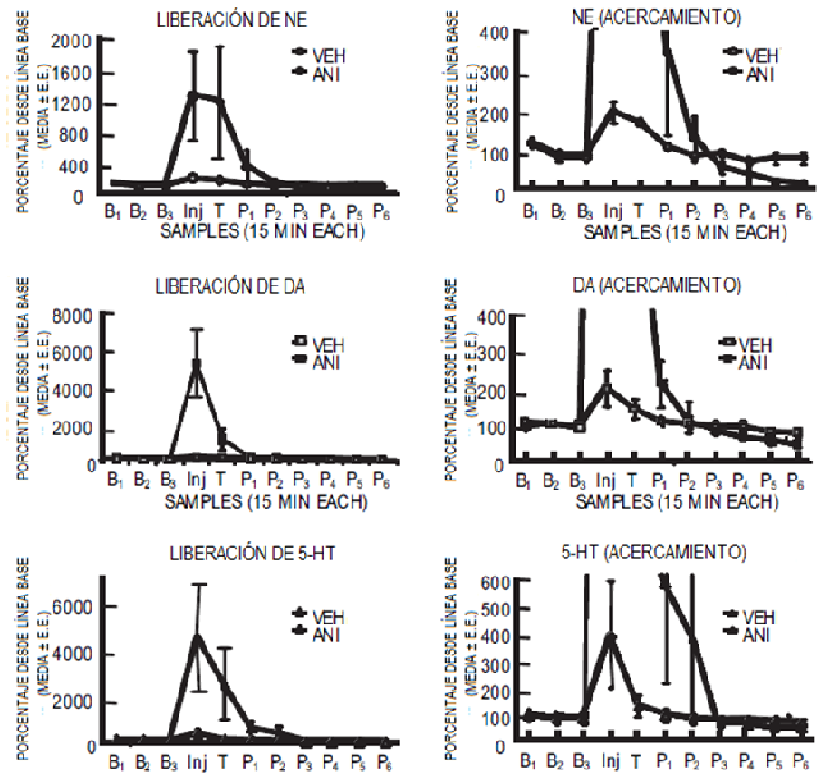 LIBERACIÓN DE NE
PORCENTAJE DESDE LÍNEA BASE
(MEDIA ± E.E.)
2000
1600
1200
800
400
0
VEH
ANI
B₁ B₂ B₃ Inj T P₁ P₂ P₃ P₄ P₅ P₆
SAMPLES (15 MIN EACH)
NE (ACERCAMIENTO)
PORCENTAJE DESDE LÍNEA BASE
(MEDIA ± E.E.)
400
300
200
100
0
VEH
ANI
B₁ B₂ B₃ Inj T P₁ P₂ P₃ P₄ P₅ P₆
SAMPLES (15 MIN EACH)
LIBERACIÓN DE DA
PORCENTAJE DESDE LÍNEA BASE
(MEDIA ± E.E.)
8000
6000
4000
2000
0
VEH
ANI
B₁ B₂ B₃ Inj T P₁ P₂ P₃ P₄ P₅ P₆
SAMPLES (15 MIN EACH)
DA (ACERCAMIENTO)
PORCENTAJE DESDE LÍNEA BASE
(MEDIA ± E.E.)
400
300
200
100
0
VEH
ANI
B₁ B₂ B₃ Inj T P₁ P₂ P₃ P₄ P₅ P₆
SAMPLES (15 MIN EACH)
LIBERACIÓN DE 5-HT
PORCENTAJE DESDE LÍNEA BASE
(MEDIA ± E.E.)
6000
4000
2000
0
VEH
ANI
B₁ B₂ B₃ Inj T P₁ P₂ P₃ P₄ P₅ P₆
5-HT (ACERCAMIENTO)
PORCENTAJE DESDE LÍNEA BASE
(MEDIA ± E.E.)
600
500
400
300
200
100
0
VEH
ANI
B₁ B₂ B₃ Inj T P₁ P₂ P₃ P₄ P₅ P₆